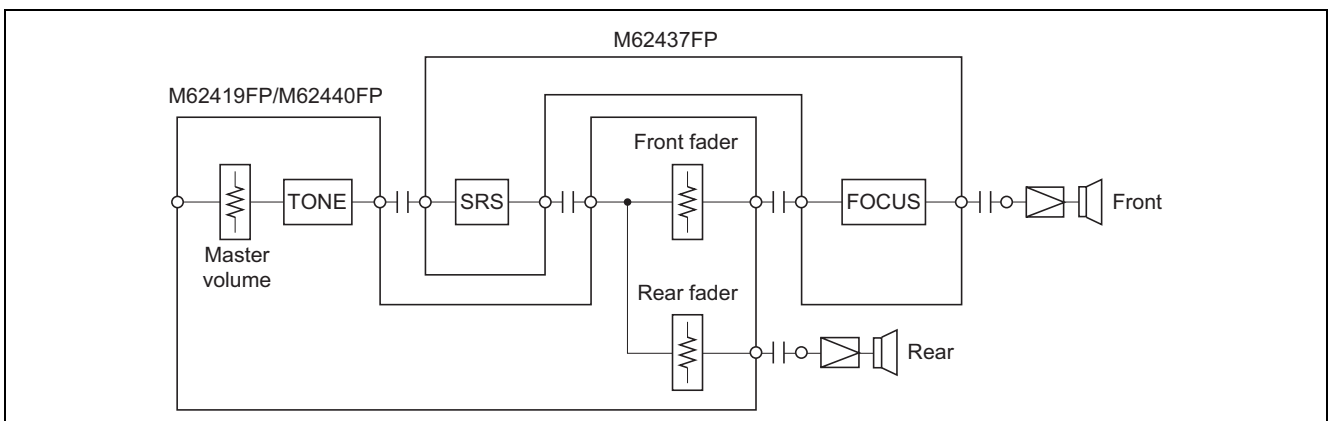 M62437FP
M62419FP/M62440FP
Front fader
TONE
SRS
FOCUS
Front
Master
volume
Rear fader
Rear